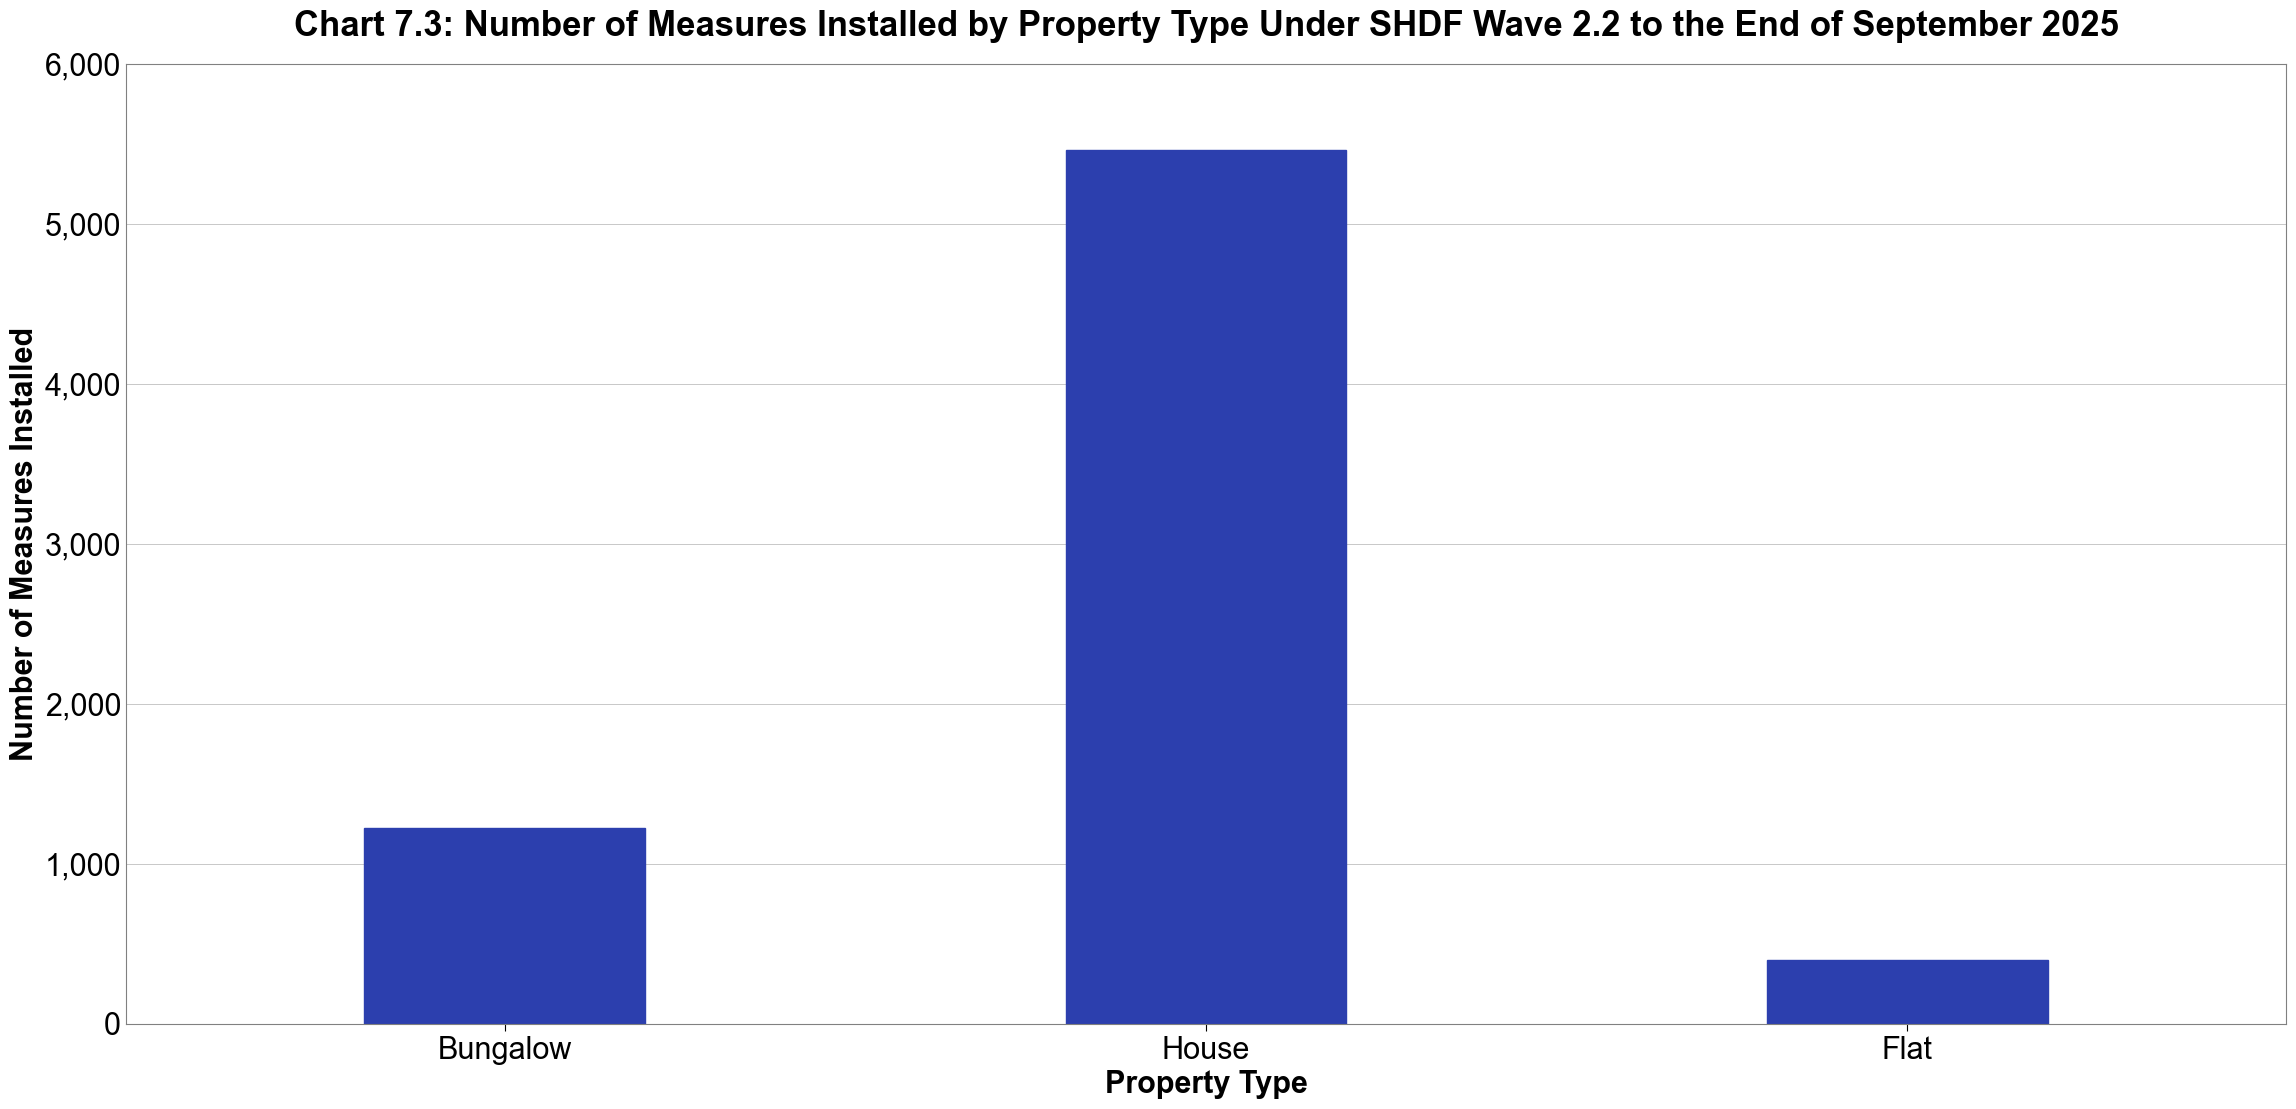 Chart 7.3: Number of Measures Installed by Property Type Under SHDF Wave 2.2 to the End of September 2025
Number of Measures Installed
6,000
5,000
4,000
3,000
2,000
1,000
0
Bungalow
House
Flat
Property Type